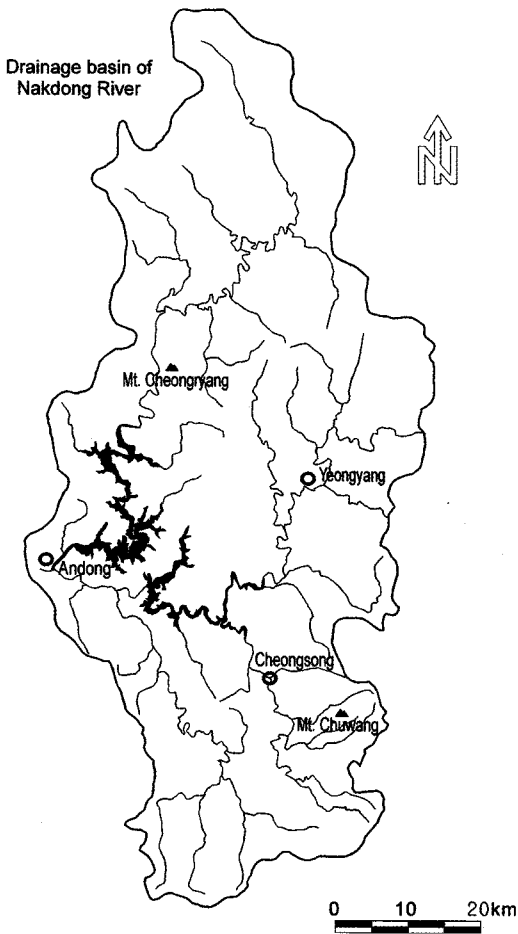 Drainage basin of
Nakdong River
N
Mt. Cheongryang
Yeongyang
Andong
Cheongsong
Mt. Chuwang
0 10 20km